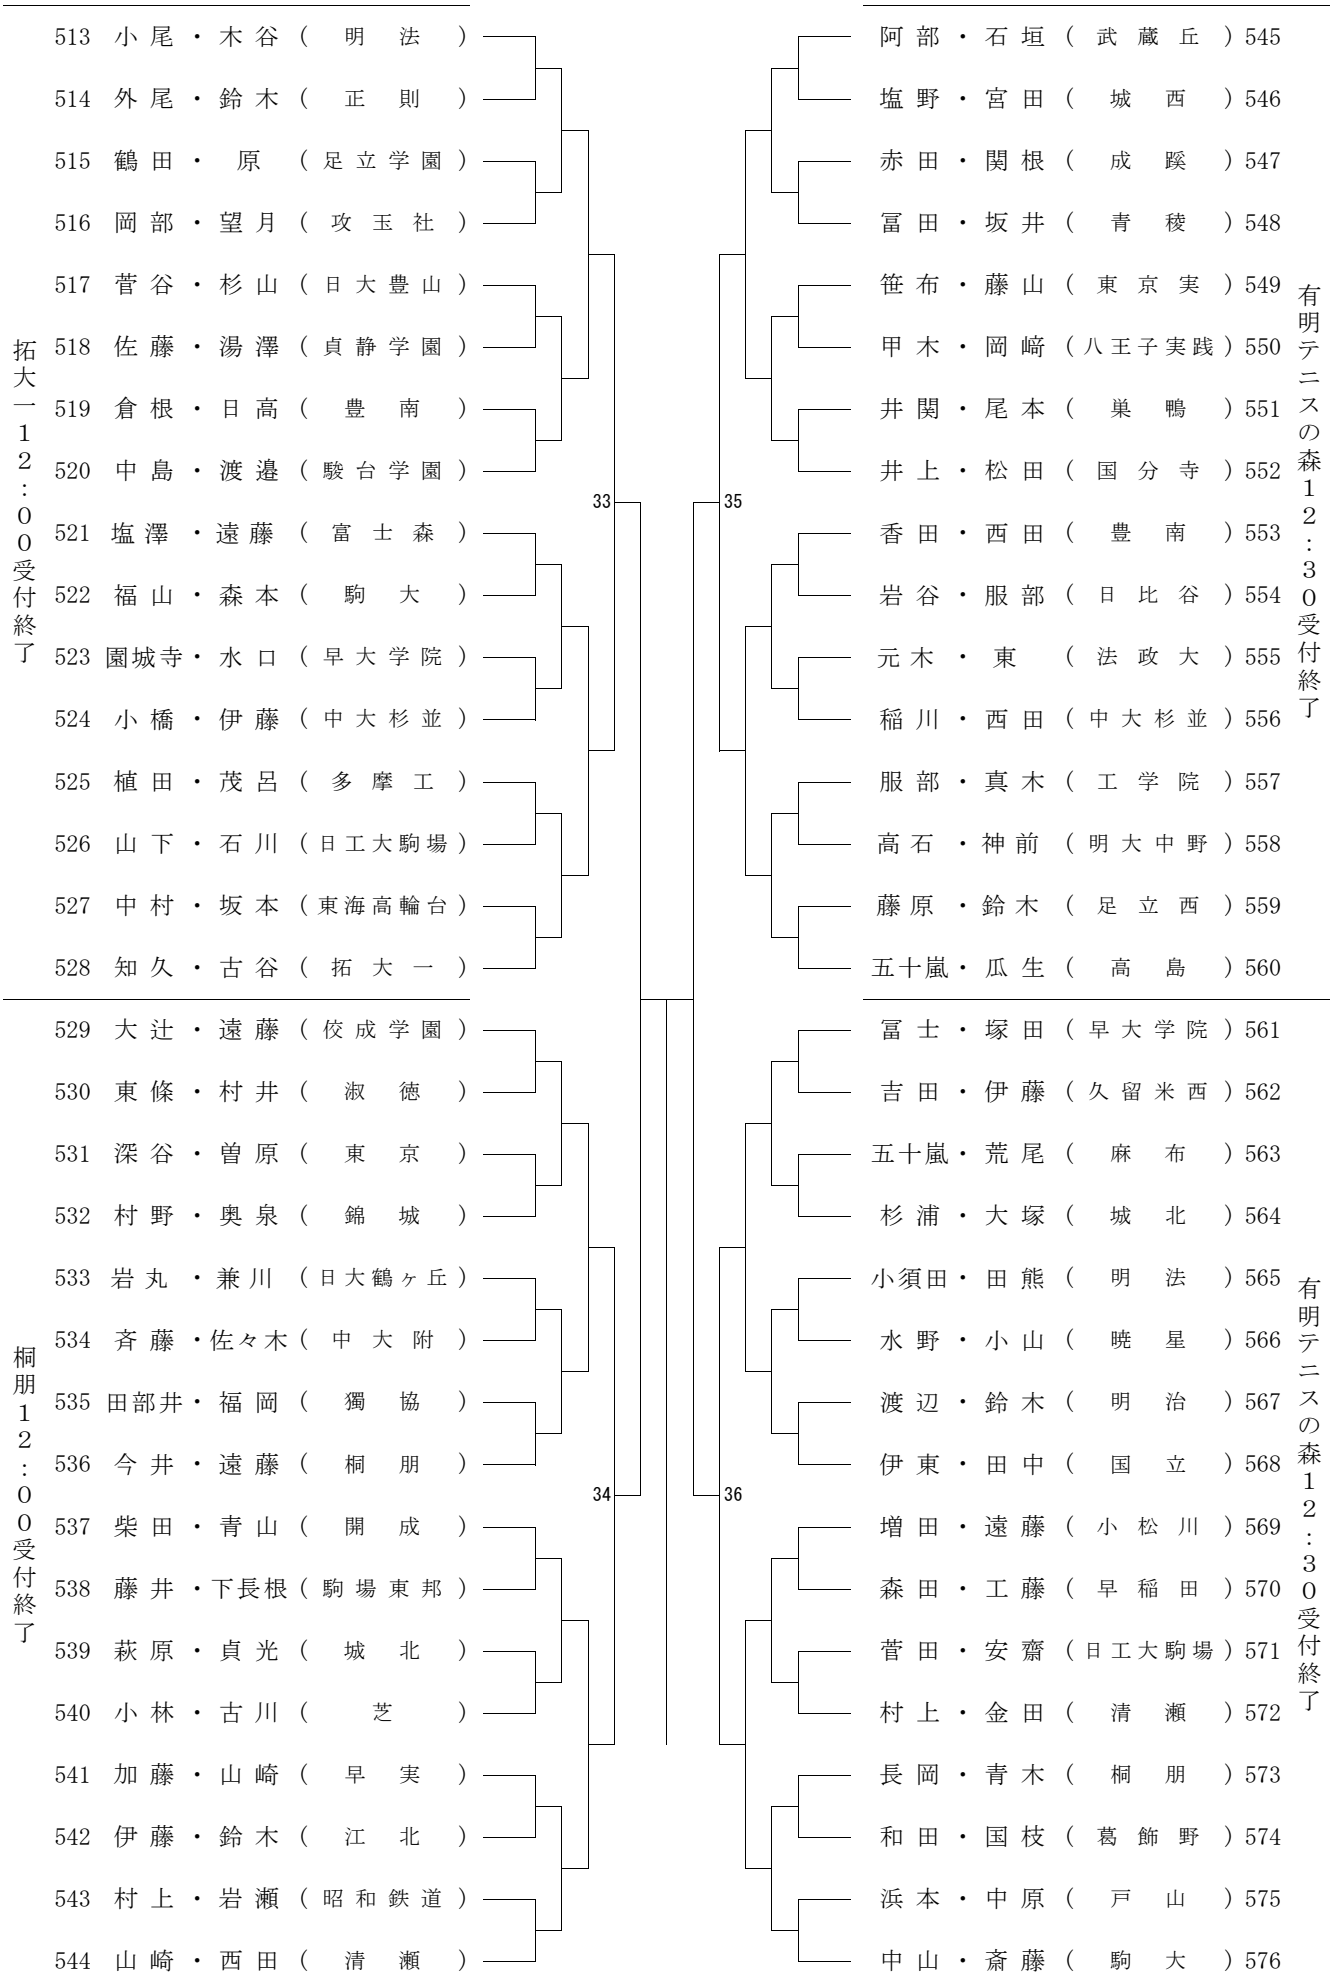 513 小尾・木谷（明法）
514 外尾・鈴木（正則）
515 鶴田・原（足立学園）
516 岡部・望月（攻玉社）
517 菅谷・杉山（日大豊山）
518 佐藤・湯澤（貞静学園）
519 倉根・日高（豊南）
520 中島・渡邉（駿台学園）
521 塩澤・遠藤（富士森）
522 福山・森本（駒大）
523 園城寺・水口（早大学院）
524 小橋・伊藤（中大杉並）
525 植田・茂呂（多摩工）
526 山下・石川（日工大駒場）
527 中村・坂本（東海高輪台）
528 知久・古谷（拓大一）
拓大一12:00受付終了
33
529 大辻・遠藤（佼成学園）
530 東條・村井（淑徳）
531 深谷・曽原（東京）
532 村野・奥泉（錦城）
533 岩丸・兼川（日大鶴ヶ丘）
534 斉藤・佐々木（中大附）
535 田部井・福岡（獨協）
536 今井・遠藤（桐朋）
537 柴田・青山（開成）
538 藤井・下長根（駒場東邦）
539 萩原・貞光（城北）
540 小林・古川（芝）
541 加藤・山崎（早実）
542 伊藤・鈴木（江北）
543 村上・岩瀬（昭和鉄道）
544 山崎・西田（清瀬）
桐朋12:00受付終了
34
阿部・石垣（武蔵丘）545
塩野・宮田（城西）546
赤田・関根（成蹊）547
冨田・坂井（青稜）548
笹布・藤山（東京実）549
甲木・岡﨑（八王子実践）550
井関・尾本（巣鴨）551
井上・松田（国分寺）552
香田・西田（豊南）553
岩谷・服部（日比谷）554
元木・東（法政大）555
稲川・西田（中大杉並）556
服部・真木（工学院）557
高石・神前（明大中野）558
藤原・鈴木（足立西）559
五十嵐・瓜生（高島）560
有明テニスの森12:30受付終了
35
冨士・塚田（早大学院）561
吉田・伊藤（久留米西）562
五十嵐・荒尾（麻布）563
杉浦・大塚（城北）564
小須田・田熊（明法）565
水野・小山（暁星）566
渡辺・鈴木（明治）567
伊東・田中（国立）568
増田・遠藤（小松川）569
森田・工藤（早稲田）570
菅田・安齋（日工大駒場）571
村上・金田（清瀬）572
長岡・青木（桐朋）573
和田・国枝（葛飾野）574
浜本・中原（戸山）575
中山・斎藤（駒大）576
有明テニスの森12:30受付終了
36